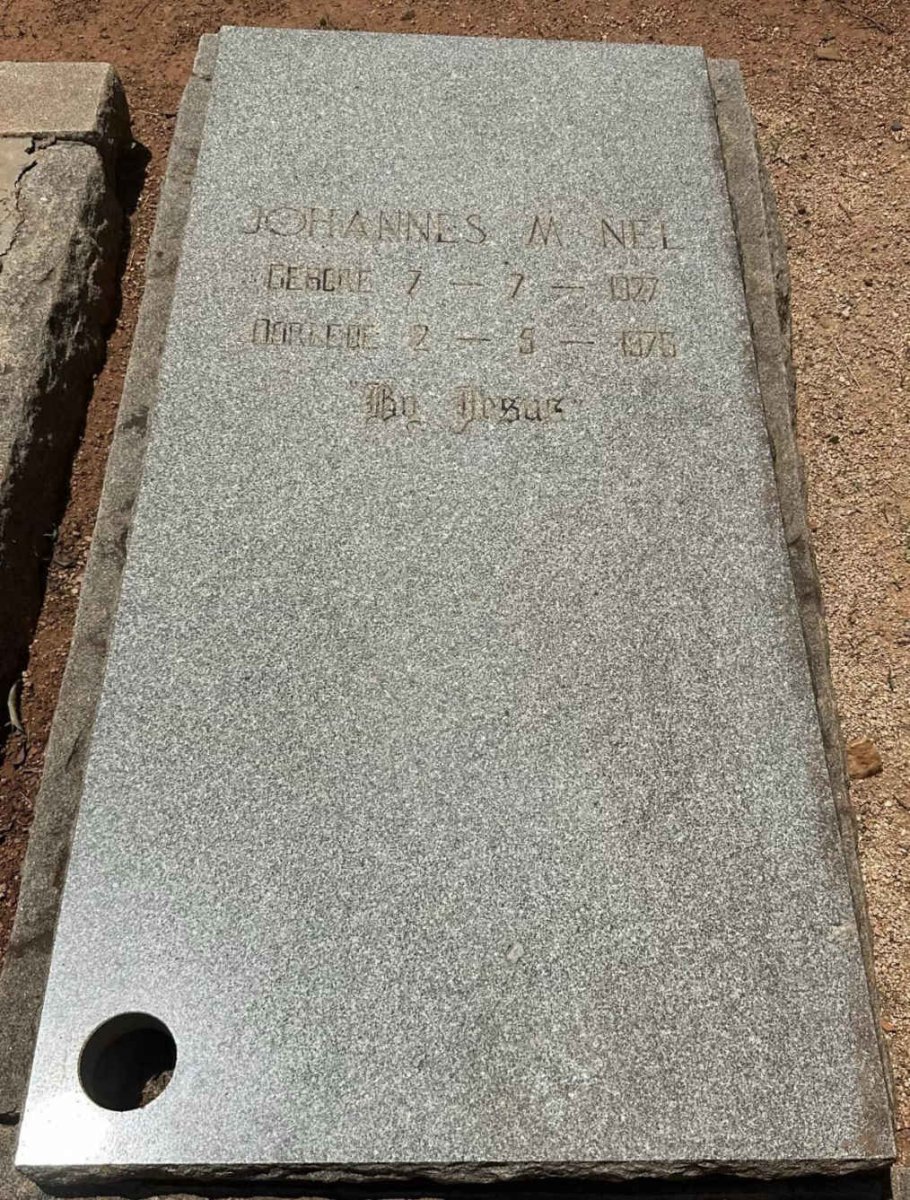 JOHANNES M NEL
GEBORE 7 — 7 — 1927
OORLEDE 2 — 5 — 1975
"By Jesus"